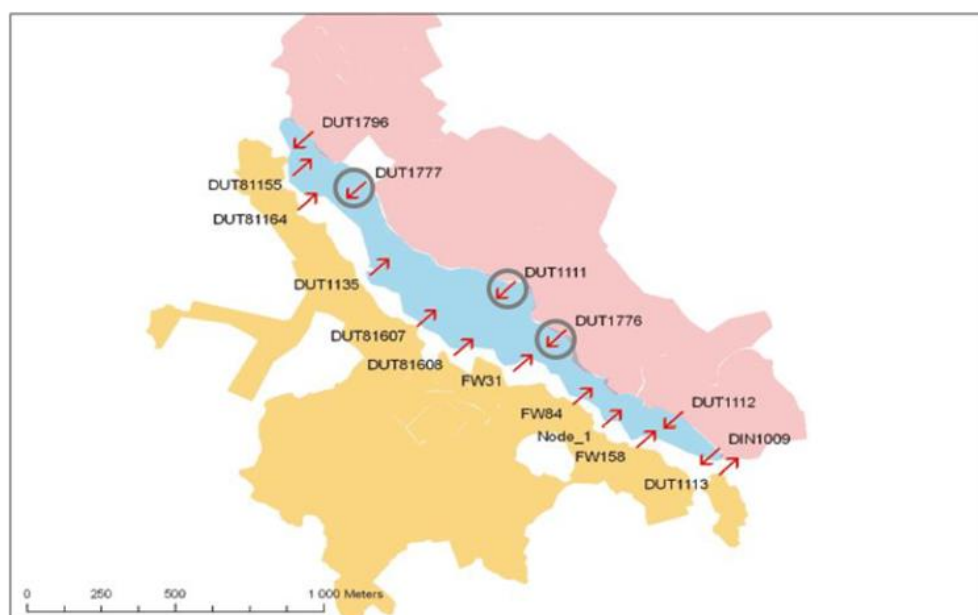 DUT1796
DUT1777
DUT81155
DUT81164
DUT1111
DUT1135
DUT1776
DUT81607
DUT81608
FW31
DUT1112
FW84
Node_1
DIN1009
FW158
DUT1113
0 250 500 1 000 Meters